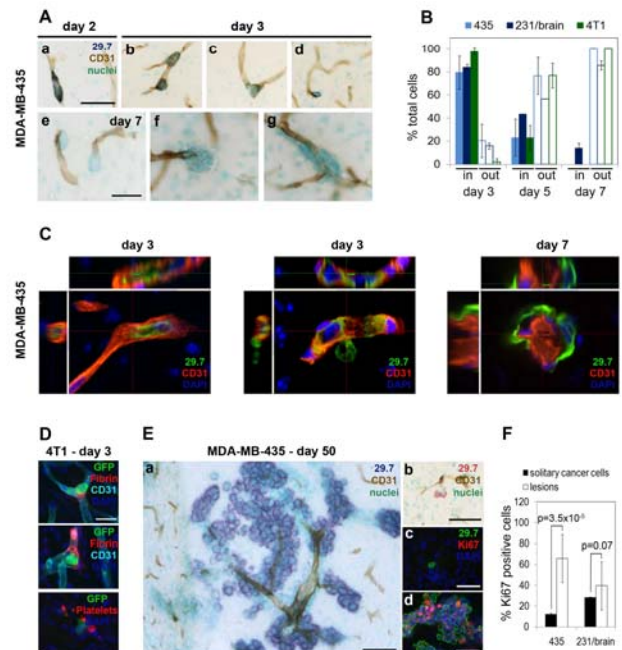 A
day 2
day 3
a
29.7
CD31
nuclei
b
c
d
MDA-MB-435
e
day 7
f
g
B
435
231/brain
4T1
% total cells
100
80
60
40
20
0
in out
in out
in out
day 3
day 5
day 7
C
day 3
day 3
day 7
MDA-MB-435
29.7
CD31
DAPI
29.7
CD31
DAPI
29.7
CD31
DAPI
D
4T1 - day 3
GFP
Fibrin
CD31
GFP
Fibrin
CD31
GFP
Platelets
E
MDA-MB-435 - day 50
a
29.7
CD31
nuclei
b
29.7
CD31
nuclei
c
29.7
Ki67
DAPI
d
F
solitary cancer cells
lesions
% Ki67 positive cells
100
80
60
40
20
0
p=3.5x10⁻⁵
p=0.07
435
231/brain